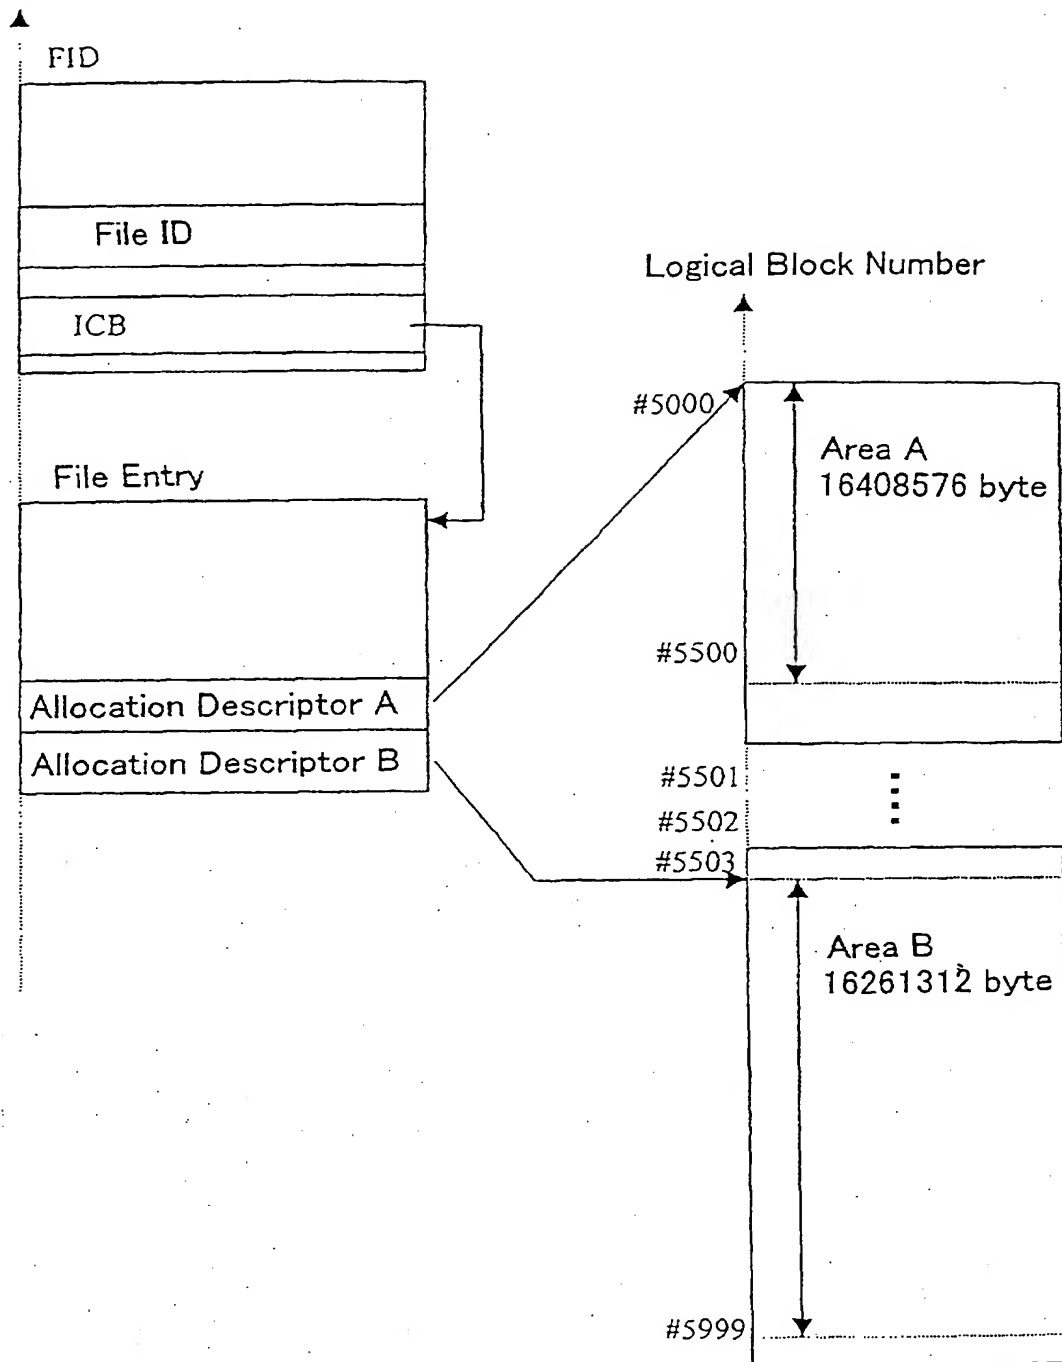 FID
File ID
ICB
File Entry
Allocation Descriptor A
Allocation Descriptor B
Logical Block Number
#5000
Area A
16408576 byte
#5500
#5501
#5502
#5503
Area B
16261312 byte
#5999